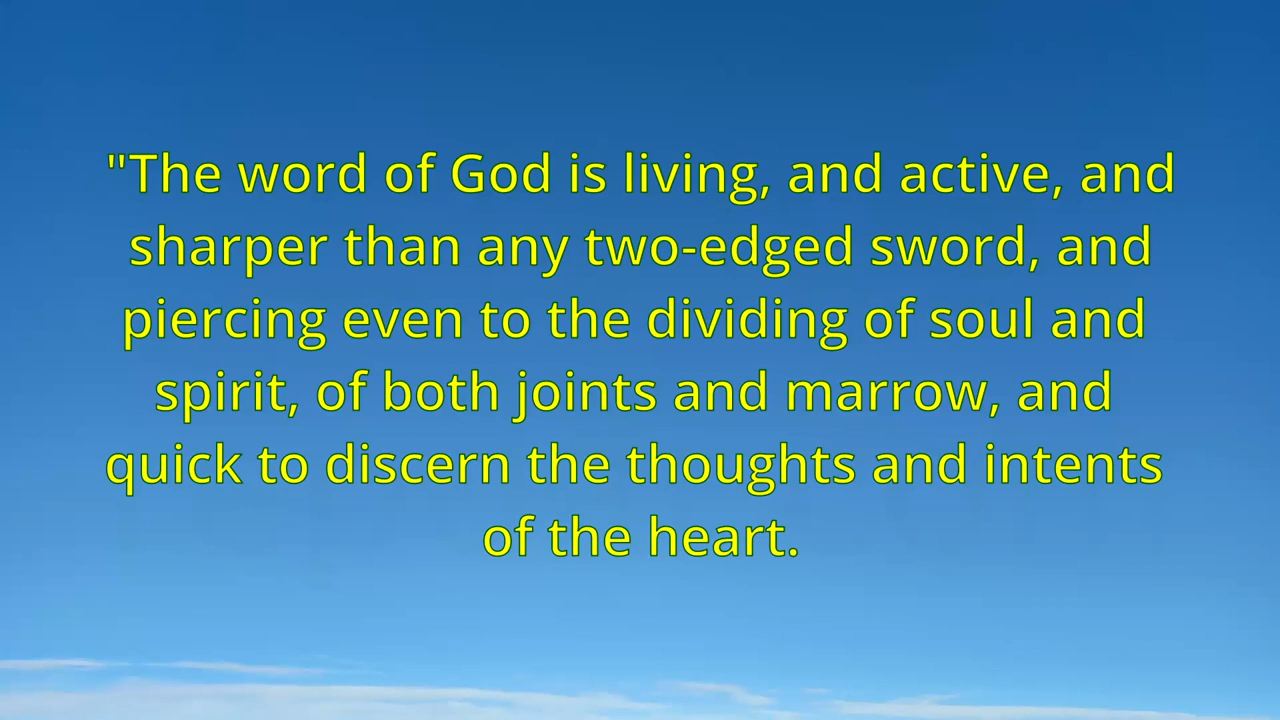 "The word of God is living, and active, and
sharper than any two-edged sword, and
piercing even to the dividing of soul and
spirit, of both joints and marrow, and
quick to discern the thoughts and intents
of the heart.